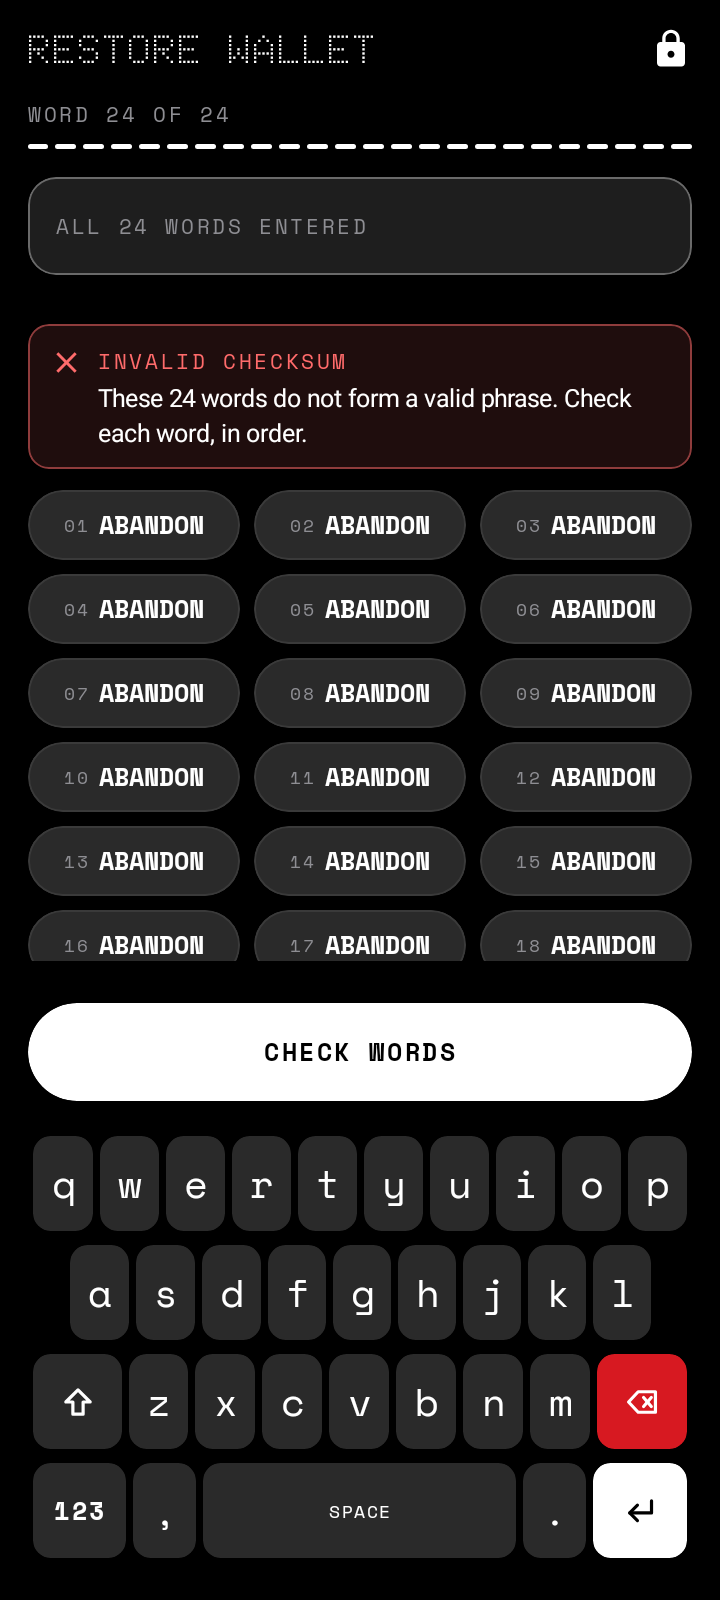 RESTORE WALLET
WORD 24 OF 24
ALL 24 WORDS ENTERED
INVALID CHECKSUM
These 24 words do not form a valid phrase. Check
each word, in order.
01 ABANDON 02 ABANDON 03 ABANDON
04 ABANDON 05 ABANDON 06 ABANDON
07 ABANDON 08 ABANDON 09 ABANDON
10 ABANDON 11 ABANDON 12 ABANDON
13 ABANDON 14 ABANDON 15 ABANDON
16 ABANDON 17 ABANDON 18 ABANDON
CHECK WORDS
q w e r t y u i o p
a s d f g h j k l
z x c v b n m
123 , SPACE .